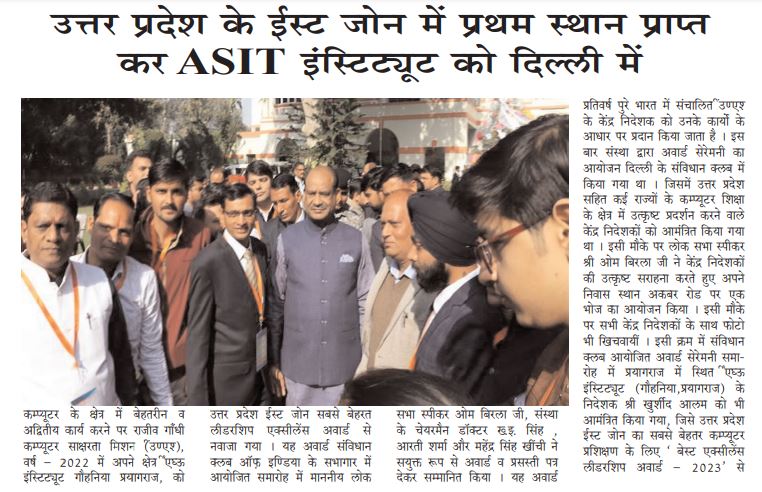 उत्तर प्रदेश के ईस्ट जोन में प्रथम स्थान प्राप्त
कर ASIT इंस्टिट्यूट को दिल्ली में
कम्प्यूटर के क्षेत्र में बेहतरीन व
अद्वितीय कार्य करने पर राजीव गाँधी
कम्प्यूटर साक्षरता मिशन
वर्ष – 2022 में अपने क्षेत्र
इंस्टिट्यूट गौहनिया प्रयागराज, को
उत्तर प्रदेश ईस्ट जोन सबसे बेहरत
लीडरशिप एक्सीलेंस अवार्ड से
नवाजा गया । यह अवार्ड संविधान
क्लब ऑफ़ इण्डिया के सभागार में
आयोजित समारोह में माननीय लोक
सभा स्पीकर ओम बिरला जी, संस्था
के चेयरमैन डॉक्टर ख.इ. सिंह ,
आरती शर्मा और महेंद्र सिंह खींची ने
सयुक्त रूप से अवार्ड व प्रसस्ती पत्र
देकर सम्मानित किया । यह अवार्ड
प्रतिवर्ष पुरे भारत में संचालित
के केंद्र निदेशक को उनके कार्यो के
आधार पर प्रदान किया जाता है । इस
बार संस्था द्वारा अवार्ड सेरेमनी का
आयोजन दिल्ली के संविधान क्लब में
किया गया था । जिसमें उत्तर प्रदेश
सहित कई राज्यों के कम्प्यूटर शिक्षा
के क्षेत्र में उत्कृष्ट प्रदर्शन करने वाले
केंद्र निदेशकों को आमंत्रित किया गया
था । इसी मौके पर लोक सभा स्पीकर
श्री ओम बिरला जी ने केंद्र निदेशकों
की उत्कृष्ट सराहना करते हुए अपने
निवास स्थान अकबर रोड पर एक
भोज का आयोजन किया । इसी मौके
पर सभी केंद्र निदेशकों के साथ फोटो
भी खिचवायीं । इसी क्रम में संविधान
क्लब आयोजित अवार्ड सेरेमनी समा-
रोह में प्रयागराज में स्थित
इंस्टिट्यूट (गौहनिया,प्रयागराज) के
निदेशक श्री खुर्शीद आलम को भी
आमंत्रित किया गया, जिसे उत्तर प्रदेश
ईस्ट जोन का सबसे बेहतर कम्प्यूटर
प्रशिक्षण के लिए ‘ बेस्ट एक्सीलेंस
लीडरशिप अवार्ड – 2023’ से